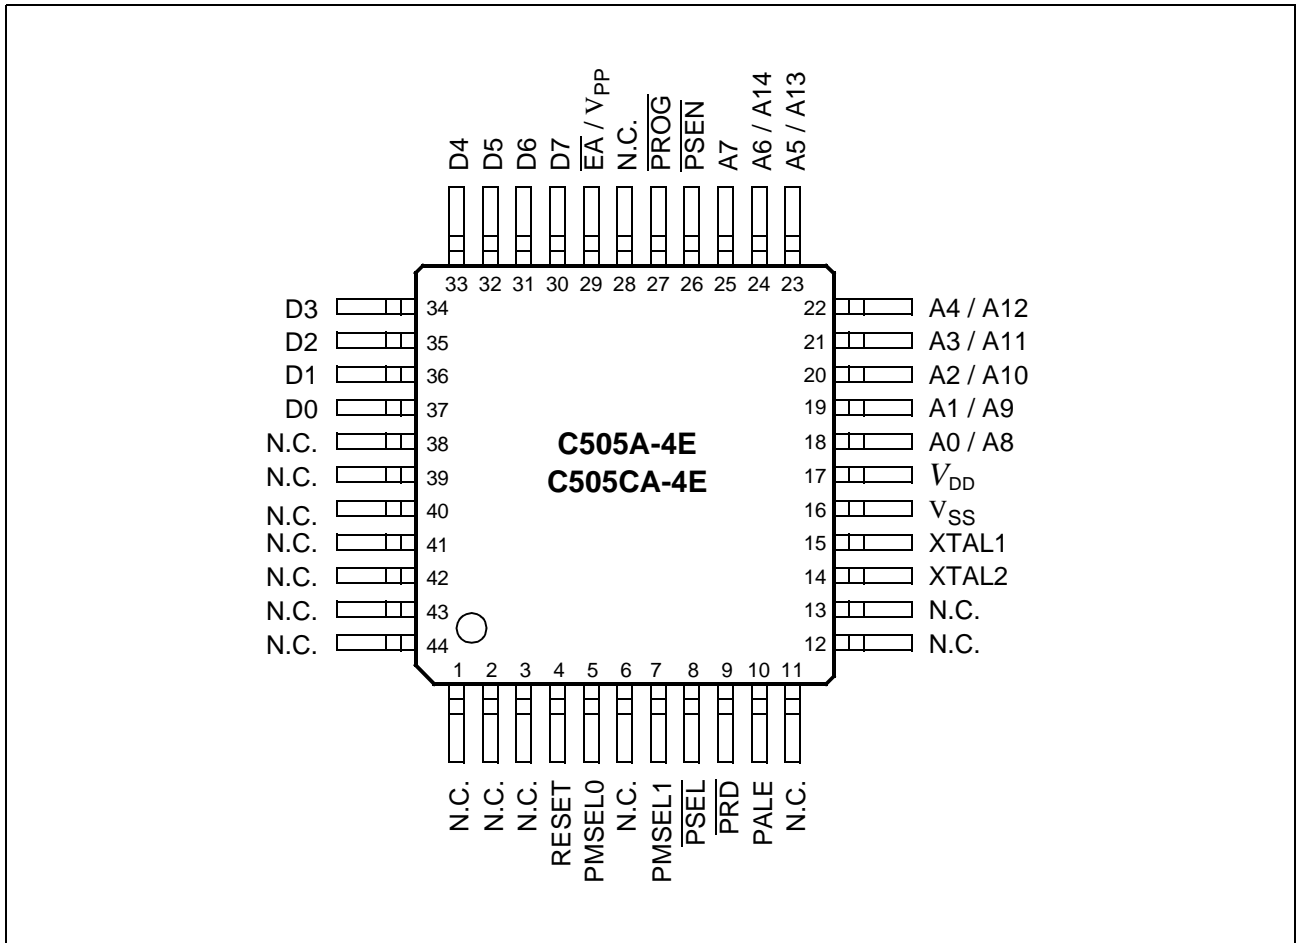 D4
D5
D6
D7
EA / VPP
N.C.
PROG
PSEN
A7
A6 / A14
A5 / A13
33 32 31 30 29 28 27 26 25 24 23
D3 34 22 A4 / A12
D2 35 21 A3 / A11
D1 36 20 A2 / A10
D0 37 19 A1 / A9
N.C. 38 18 A0 / A8
N.C. 39 17 VDD
N.C. 40 16 VSS
N.C. 41 15 XTAL1
N.C. 42 14 XTAL2
N.C. 43 13 N.C.
N.C. 44 12 N.C.
C505A-4E
C505CA-4E
1 2 3 4 5 6 7 8 9 10 11
N.C.
N.C.
N.C.
RESET
PMSEL0
N.C.
PMSEL1
PSEL
PRD
PALE
N.C.